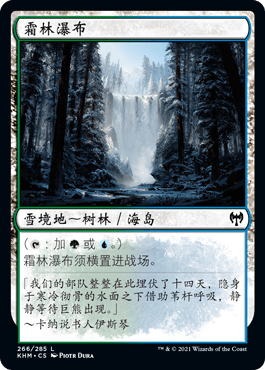 霜林瀑布
雪境地～树林／海岛
（：加或。）
霜林瀑布须横置进战场。
「我们的部队整整在此埋伏了十四天，隐身
于寒冷彻骨的水面之下借助苇杆呼吸，静
静等待巨熊出现。」
～卡纳说书人伊斯琴
266/285 L
KHM•CS Piotr Dura
™ & © 2021 Wizards of the Coast